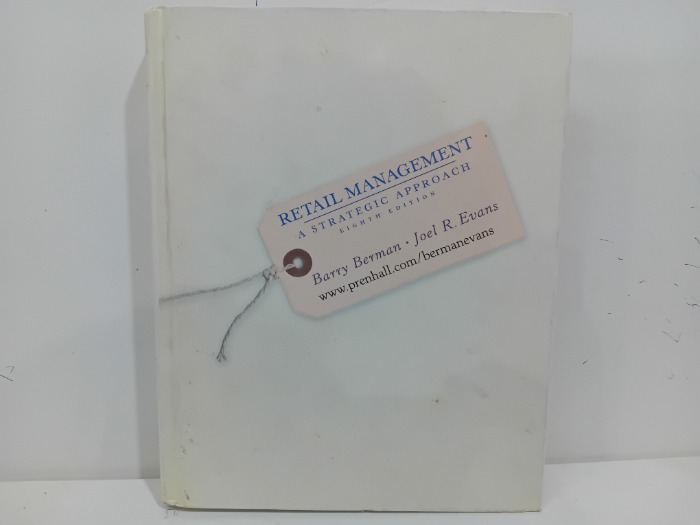 RETAIL MANAGEMENT
A STRATEGIC APPROACH
EIGHTH EDITION
Barry Berman • Joel R. Evans
www.prenhall.com/bermanevans